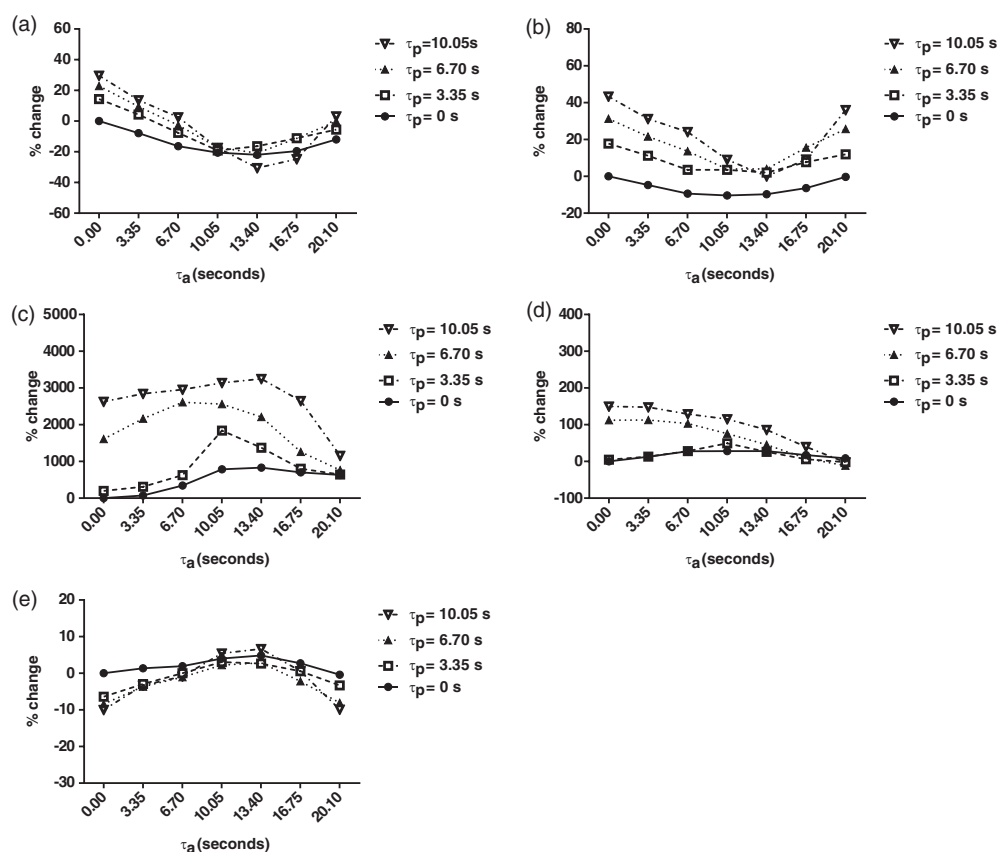 (a)
60
40
20
0
-20
-40
-60
% change
0.00
3.35
6.70
10.05
13.40
16.75
20.10
τa (seconds)
τp=10.05s
τp= 6.70 s
τp= 3.35 s
τp= 0 s
(b)
80
60
40
20
0
-20
% change
0.00
3.35
6.70
10.05
13.40
16.75
20.10
τa (seconds)
τp= 10.05 s
τp= 6.70 s
τp= 3.35 s
τp= 0 s
(c)
5000
4000
3000
2000
1000
0
% change
0.00
3.35
6.70
10.05
13.40
16.75
20.10
τa (seconds)
τp= 10.05 s
τp= 6.70 s
τp= 3.35 s
τp= 0 s
(d)
400
300
200
100
0
-100
% change
0.00
3.35
6.70
10.05
13.40
16.75
20.10
τa (seconds)
τp= 10.05 s
τp= 6.70 s
τp= 3.35 s
τp= 0 s
(e)
20
10
0
-10
-20
-30
% change
0.00
3.35
6.70
10.05
13.40
16.75
20.10
τa (seconds)
τp= 10.05 s
τp= 6.70 s
τp= 3.35 s
τp= 0 s